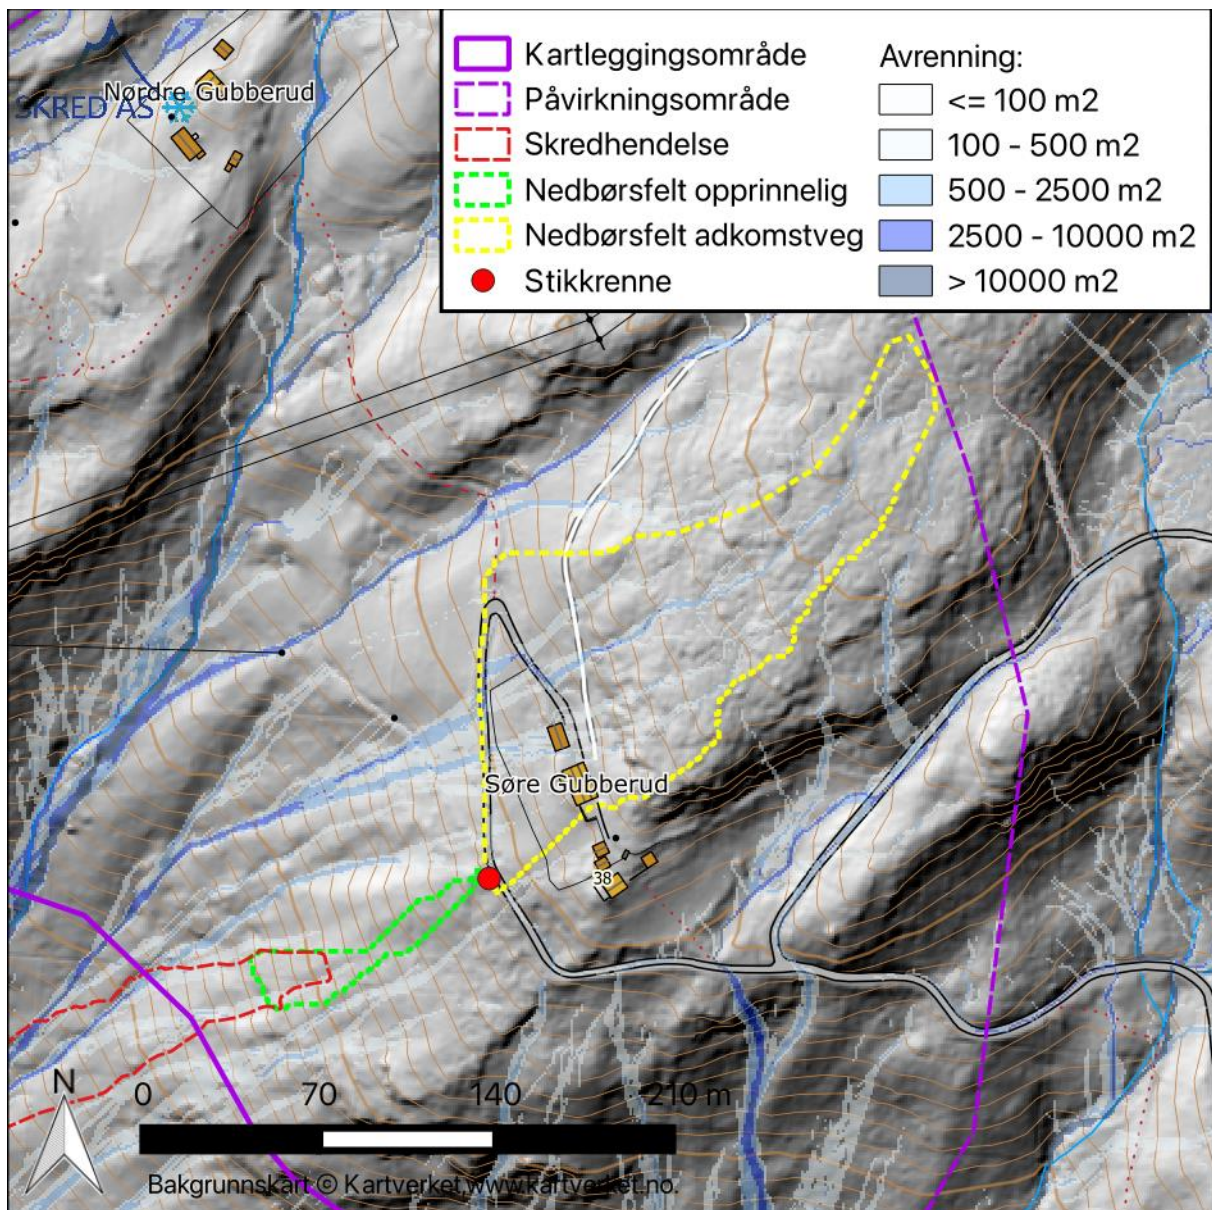 Kartleggingsområde
Påvirkningsområde
Skredhendelse
Nedbørsfelt opprinnelig
Nedbørsfelt adkomstveg
Stikkrenne
Avrenning:
<= 100 m2
100 - 500 m2
500 - 2500 m2
2500 - 10000 m2
> 10000 m2
Nørdre Gubberud
SKRED AS
Søre Gubberud
38
N
0 70 140 210 m
Bakgrunnskart © Kartverket,www.kartverket.no.